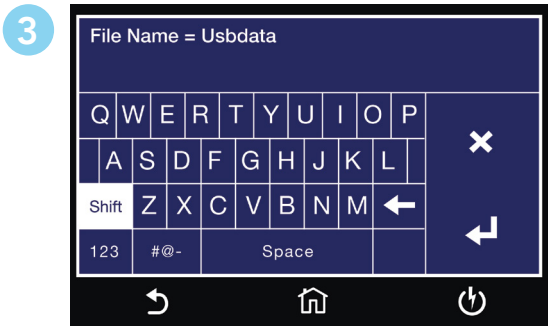 3
File Name = Usbdata
Q W E R T Y U I O P
A S D F G H J K L
Shift Z X C V B N M
123 #@- Space